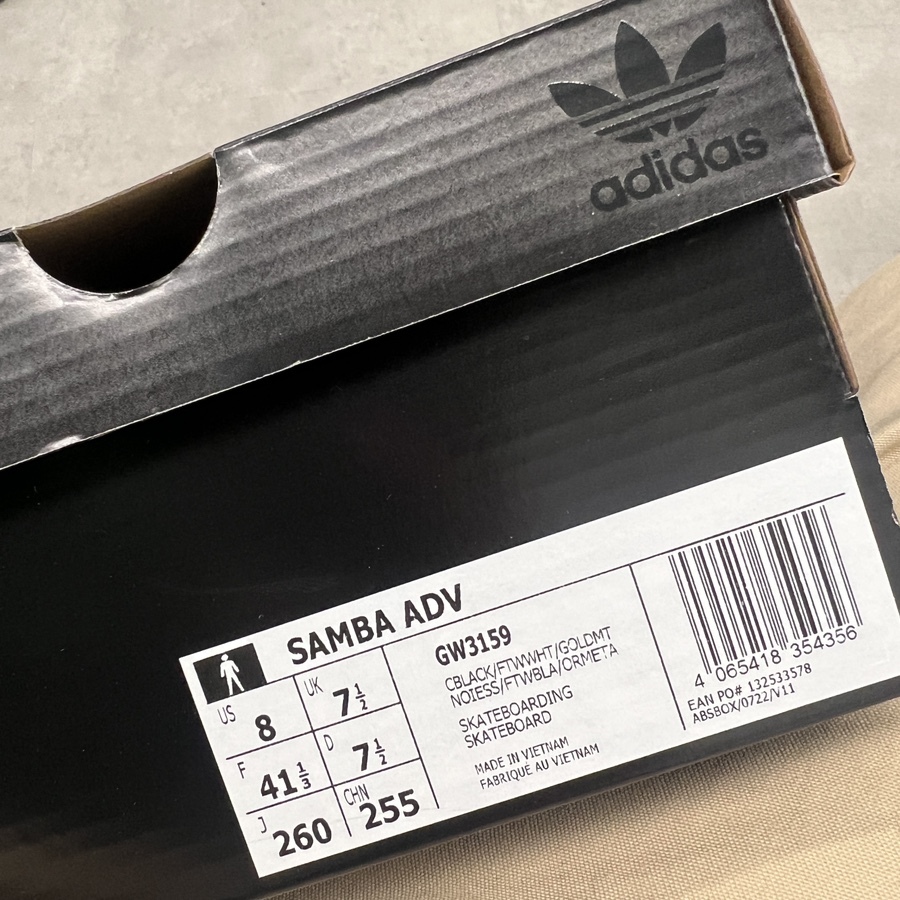 adidas
SAMBA ADV
US 8
UK 7 1/2
F 41 1/3
D 7 1/2
J 260
CHN 255
GW3159
CBLACK/FTWWHT/GOLDMT
NOIESS/FTWBLA/ORMETA
SKATEBOARDING
SKATEBOARD
MADE IN VIETNAM
FABRIQUÉ AU VIETNAM
4 065418 354356
EAN PO# 132533578
ABSBOX/0722/V11